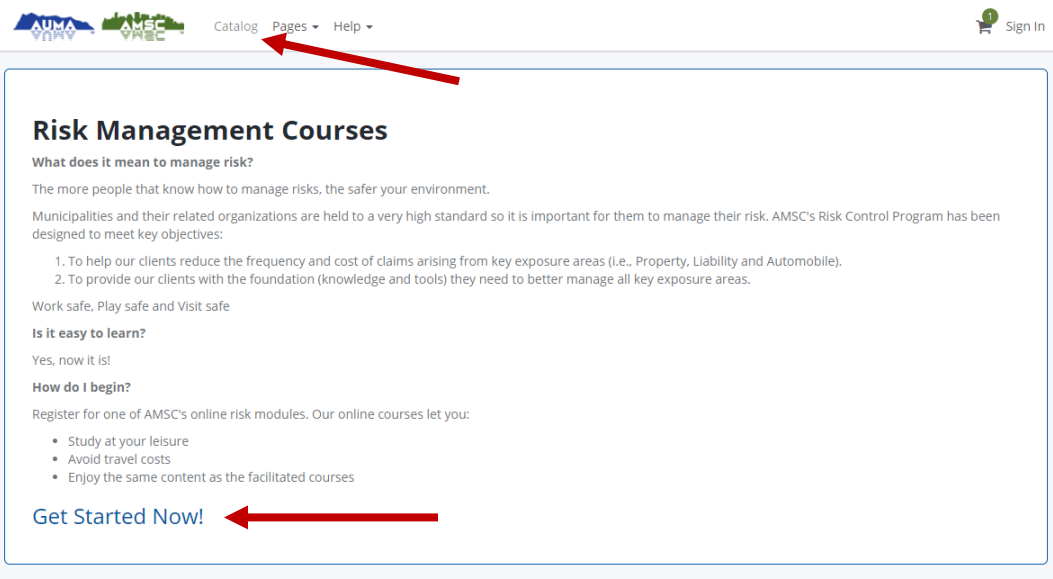 AUMA AMSC Catalog Pages Help 1 Sign In
Risk Management Courses
What does it mean to manage risk?
The more people that know how to manage risks, the safer your environment.
Municipalities and their related organizations are held to a very high standard so it is important for them to manage their risk. AMSC's Risk Control Program has been
designed to meet key objectives:
1. To help our clients reduce the frequency and cost of claims arising from key exposure areas (i.e., Property, Liability and Automobile).
2. To provide our clients with the foundation (knowledge and tools) they need to better manage all key exposure areas.
Work safe, Play safe and Visit safe
Is it easy to learn?
Yes, now it is!
How do I begin?
Register for one of AMSC's online risk modules. Our online courses let you:
• Study at your leisure
• Avoid travel costs
• Enjoy the same content as the facilitated courses
Get Started Now!